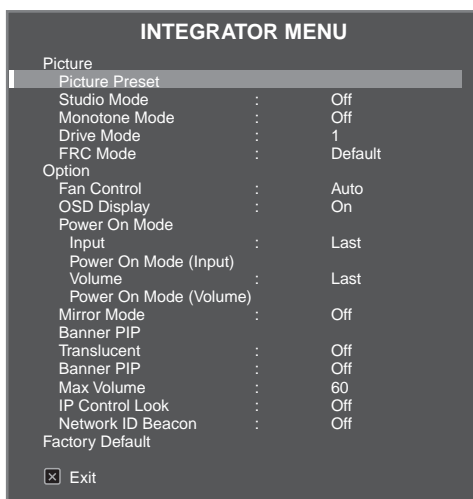 INTEGRATOR MENU
Picture
Picture Preset
Studio Mode : Off
Monotone Mode : Off
Drive Mode : 1
FRC Mode : Default
Option
Fan Control : Auto
OSD Display : On
Power On Mode
Input : Last
Power On Mode (Input)
Volume : Last
Power On Mode (Volume)
Mirror Mode : Off
Banner PIP
Translucent : Off
Banner PIP : Off
Max Volume : 60
IP Control Look : Off
Network ID Beacon : Off
Factory Default
Exit